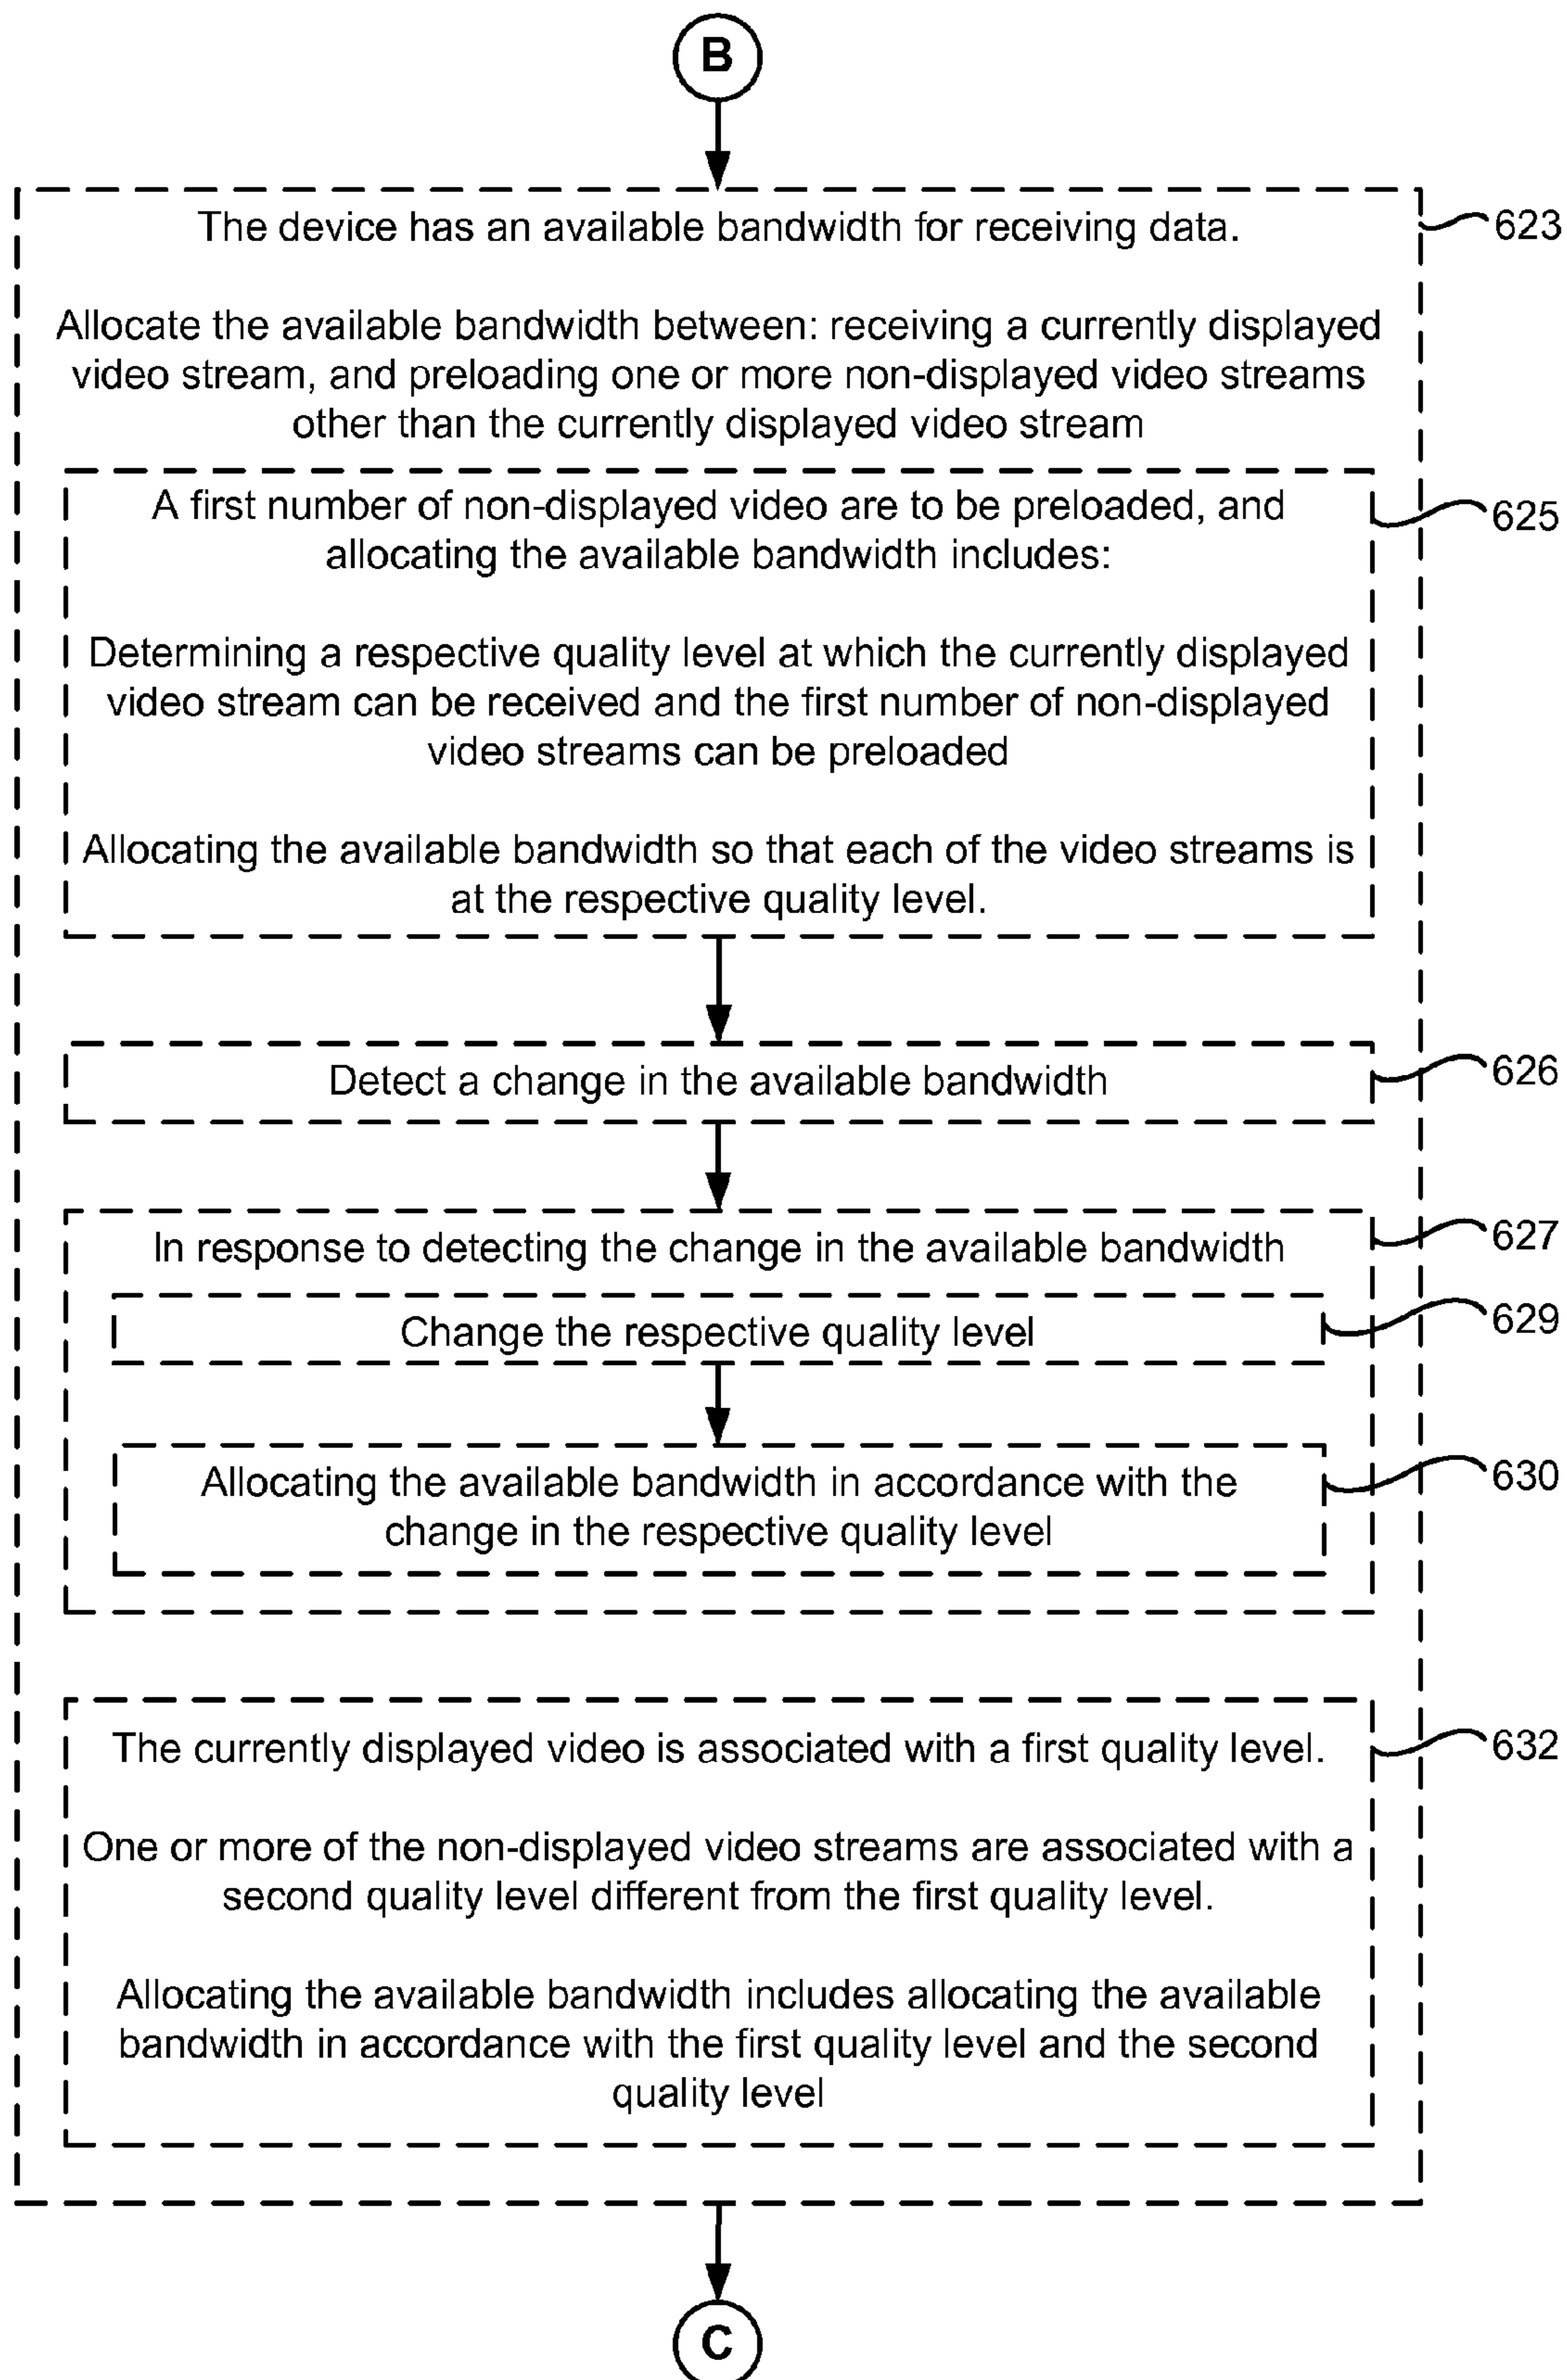 B
The device has an available bandwidth for receiving data.
623
Allocate the available bandwidth between: receiving a currently displayed
video stream, and preloading one or more non-displayed video streams
other than the currently displayed video stream
A first number of non-displayed video are to be preloaded, and
625
allocating the available bandwidth includes:
Determining a respective quality level at which the currently displayed
video stream can be received and the first number of non-displayed
video streams can be preloaded
Allocating the available bandwidth so that each of the video streams is
at the respective quality level.
Detect a change in the available bandwidth
626
In response to detecting the change in the available bandwidth
627
Change the respective quality level
629
Allocating the available bandwidth in accordance with the
630
change in the respective quality level
The currently displayed video is associated with a first quality level.
632
One or more of the non-displayed video streams are associated with a
second quality level different from the first quality level.
Allocating the available bandwidth includes allocating the available
bandwidth in accordance with the first quality level and the second
quality level
C